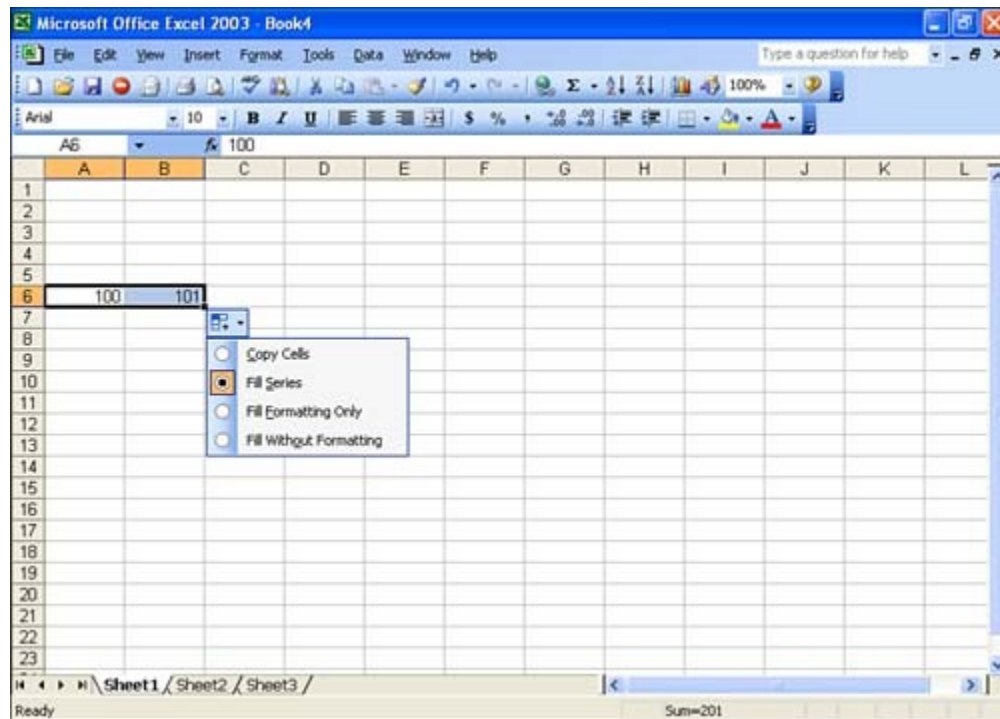 Microsoft Office Excel 2003 - Book4
File Edit View Insert Format Tools Data Window Help Type a question for help
100%
Arial 10 B I U $ % ,
A6 fx 100
A B C D E F G H I J K L
1
2
3
4
5
6 100 101
7
8
9
10
11
12
13
14
15
16
17
18
19
20
21
22
23
Copy Cells
Fill Series
Fill Formatting Only
Fill Without Formatting
Sheet1 / Sheet2 / Sheet3 /
Ready Sum=201